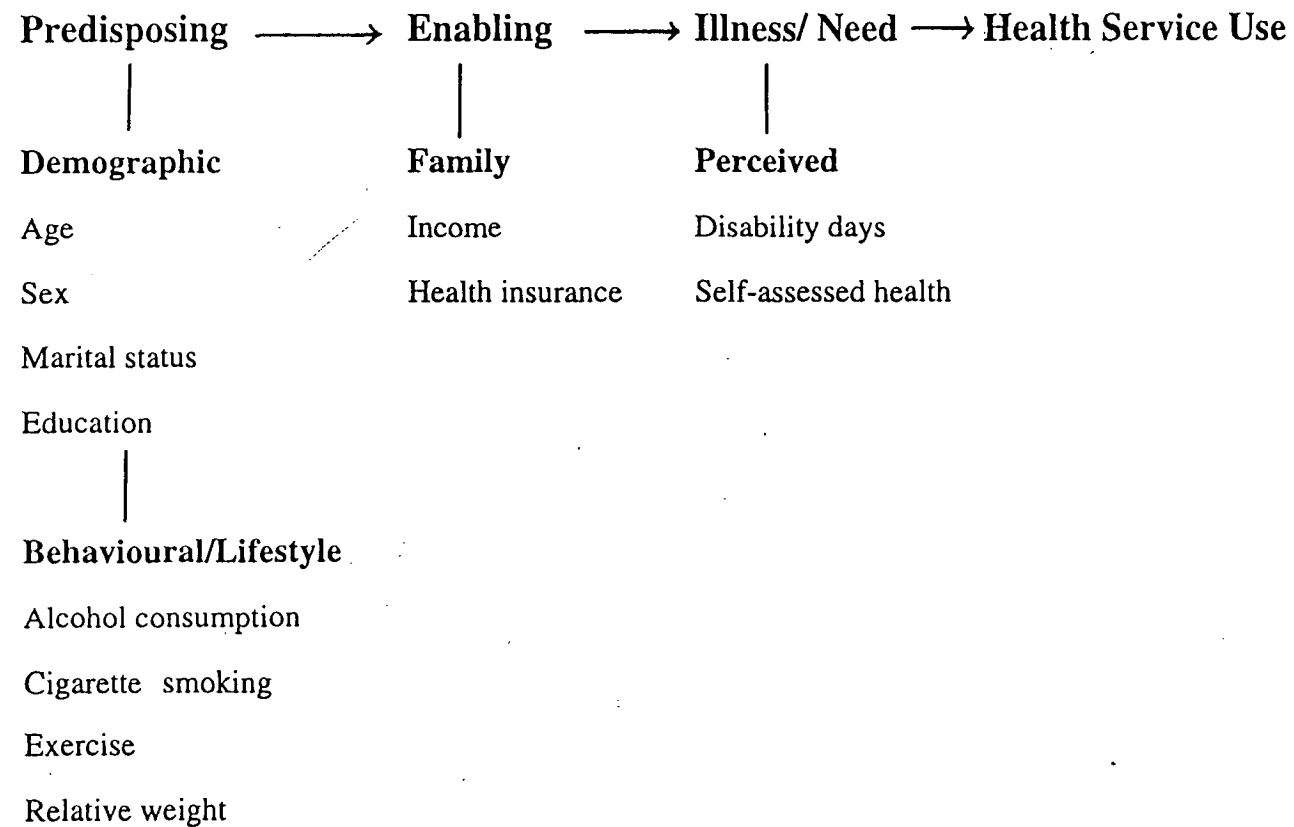 Predisposing → Enabling → Illness/ Need → Health Service Use
Demographic Family Perceived
Age Income Disability days
Sex Health insurance Self-assessed health
Marital status
Education
Behavioural/Lifestyle
Alcohol consumption
Cigarette smoking
Exercise
Relative weight